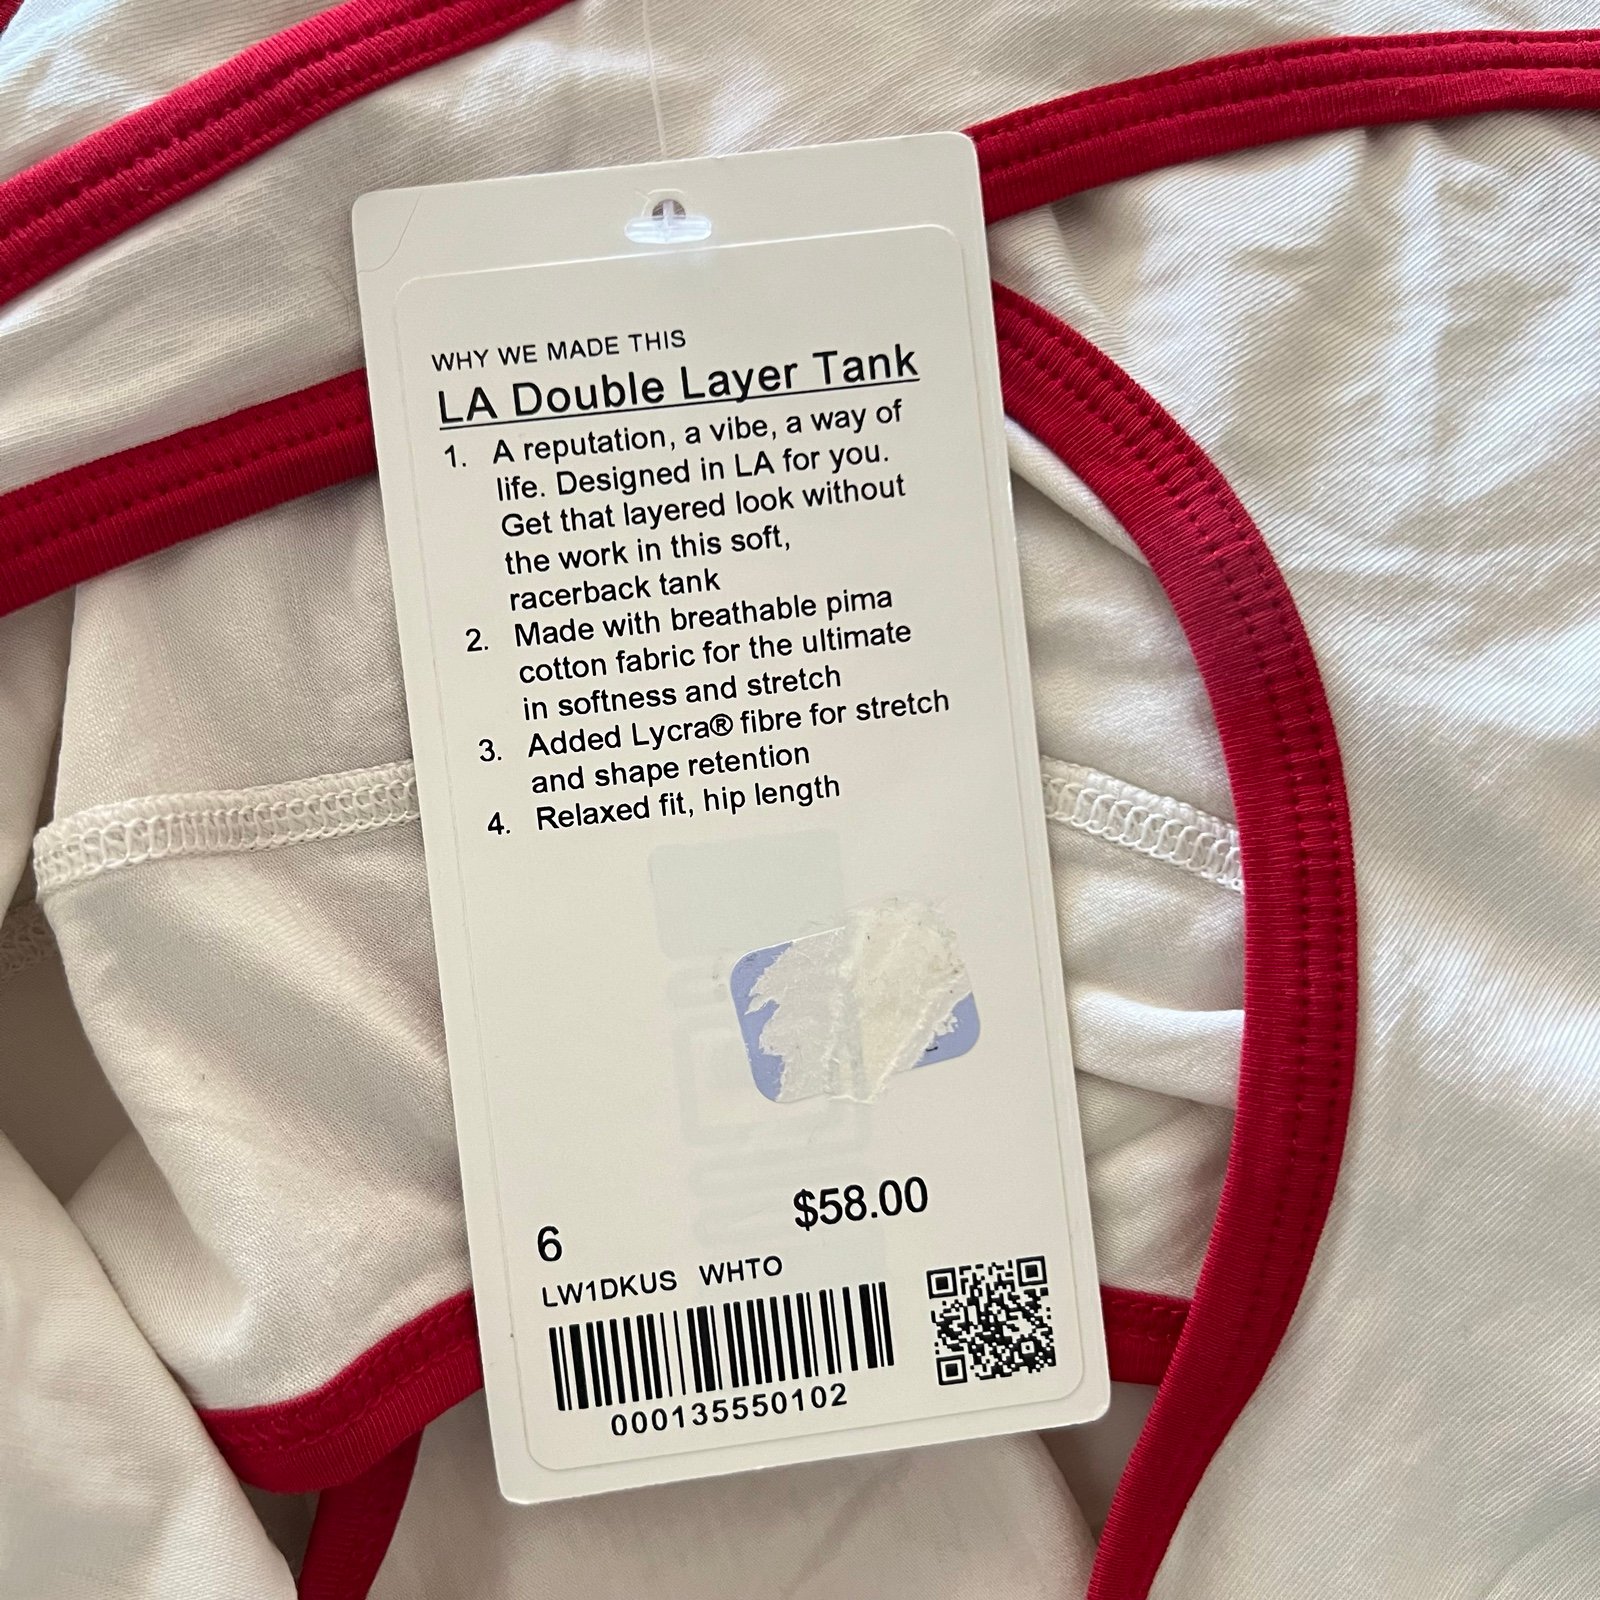 WHY WE MADE THIS
LA Double Layer Tank
1. A reputation, a vibe, a way of
life. Designed in LA for you.
Get that layered look without
the work in this soft,
racerback tank
2. Made with breathable pima
cotton fabric for the ultimate
in softness and stretch
3. Added Lycra® fibre for stretch
and shape retention
4. Relaxed fit, hip length
$58.00
6
LW1DKUS WHTO
000135550102